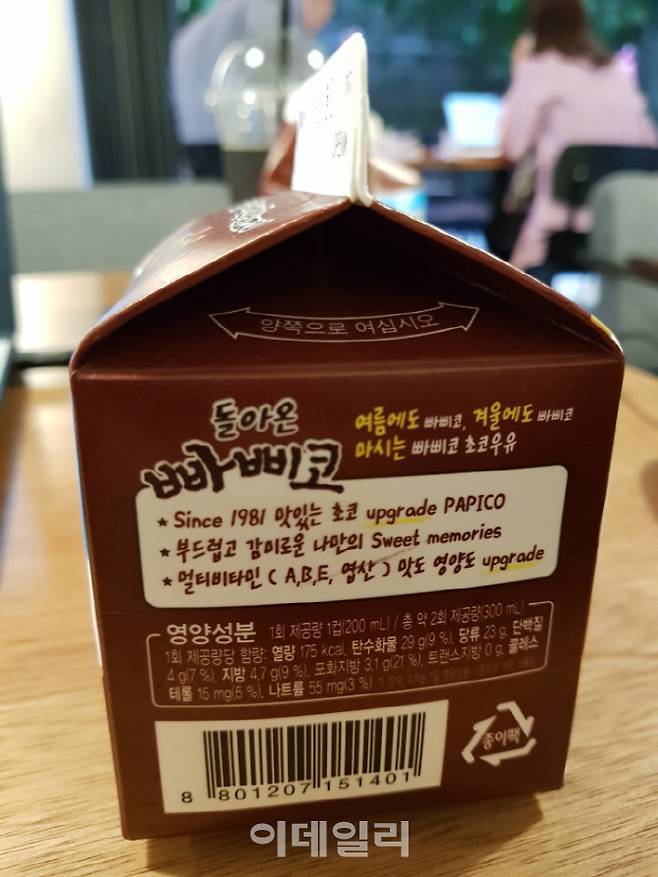 OPEN
양쪽으로 여십시오
돌아온
빠삐코
여름에도 빠삐코, 겨울에도 빠삐코
마시는 빠삐코 초코우유
★ Since 1981 맛있는 초코 upgrade PAPICO
★ 부드럽고 감미로운 나만의 Sweet memories
★ 멀티비타민 ( A,B,E, 엽산 ) 맛도 영양도 upgrade
영양성분 1회 제공량 1컵(200 mL) / 총 약 2회 제공량(300 mL)
1회 제공량당 함량: 열량 175 kcal, 탄수화물 29 g(9 %), 당류 23 g, 단백질
4 g(7 %), 지방 4.7 g(9 %), 포화지방 3.1 g(21 %), 트랜스지방 0 g, 콜레스
테롤 15 mg(5 %), 나트륨 55 mg(3 %)
종이팩
8 801207 151401
이데일리